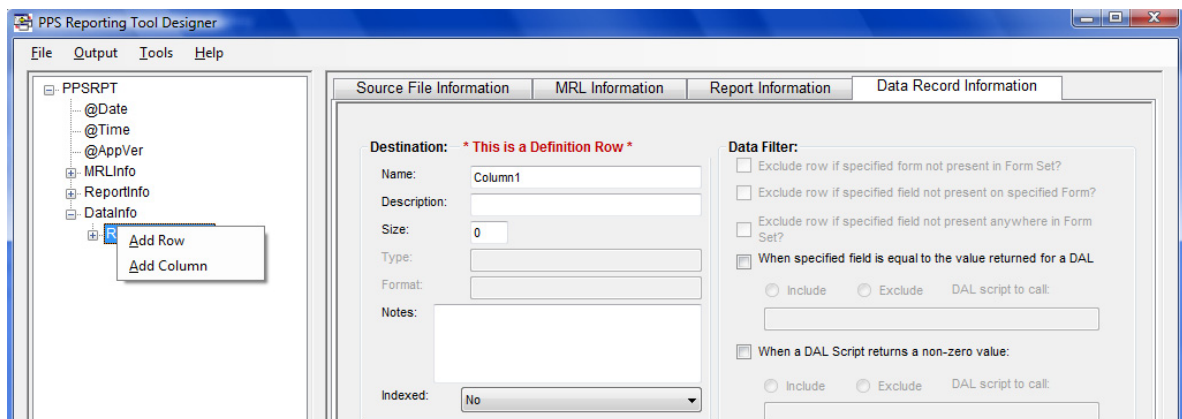 PPS Reporting Tool Designer
File Output Tools Help
PPSRPT
@Date
@Time
@AppVer
MRLInfo
ReportInfo
DataInfo
R
Add Row
Add Column
Source File Information MRL Information Report Information Data Record Information
Destination: * This is a Definition Row *
Name: Column1
Description:
Size: 0
Type:
Format:
Notes:
Indexed: No
Data Filter:
Exclude row if specified form not present in Form Set?
Exclude row if specified field not present on specified Form?
Exclude row if specified field not present anywhere in Form
Set?
When specified field is equal to the value returned for a DAL
Include Exclude DAL script to call:
When a DAL Script returns a non-zero value:
Include Exclude DAL script to call: